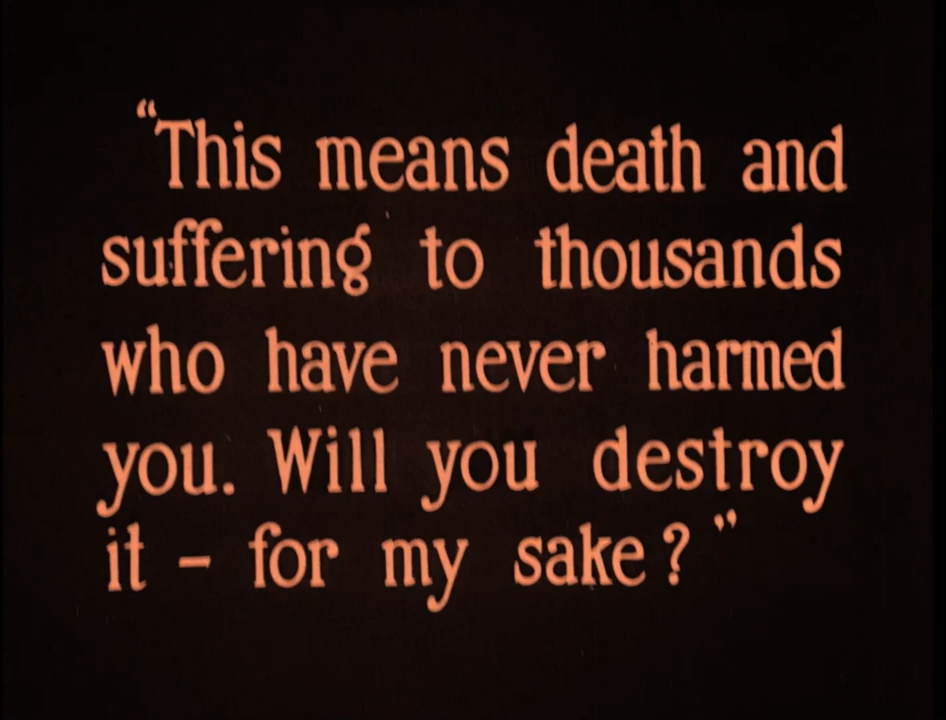 “This means death and
suffering to thousands
who have never harmed
you. Will you destroy
it – for my sake?”